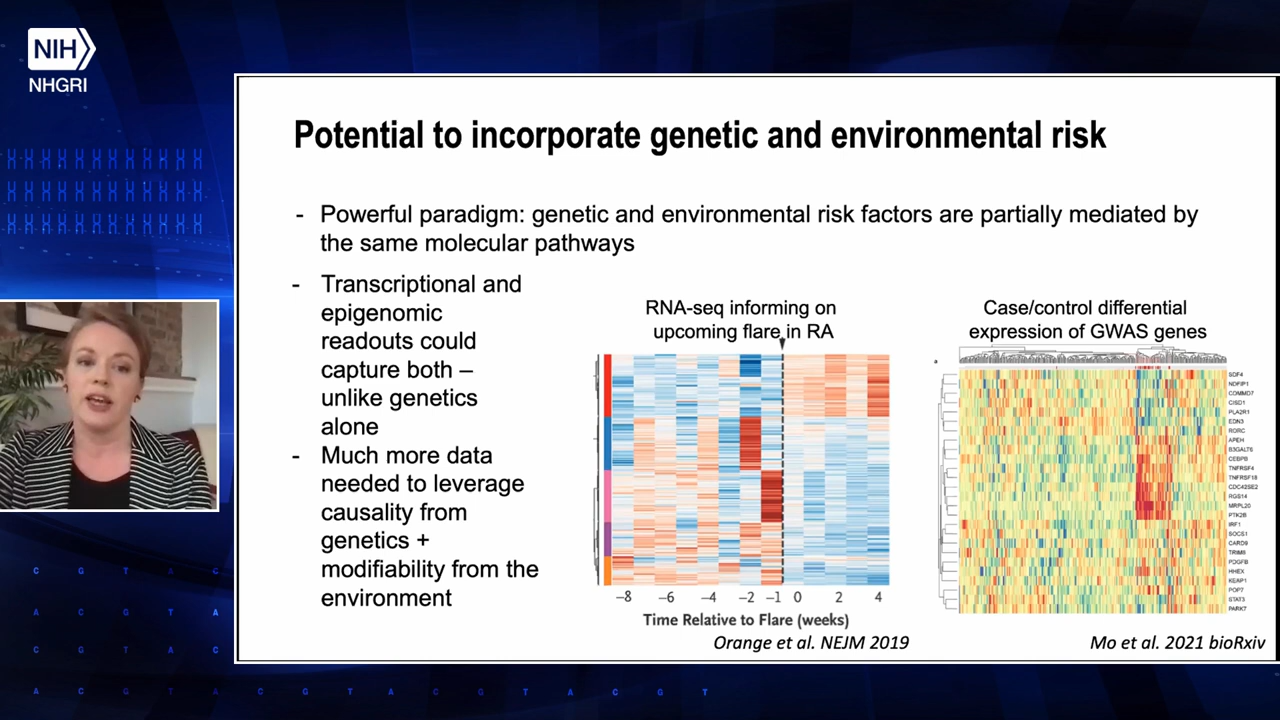 NIH
NHGRI
Potential to incorporate genetic and environmental risk
- Powerful paradigm: genetic and environmental risk factors are partially mediated by
the same molecular pathways
- Transcriptional and
epigenomic
readouts could
capture both –
unlike genetics
alone
- Much more data
needed to leverage
causality from
genetics +
modifiability from the
environment
RNA-seq informing on
upcoming flare in RA
−8 −6 −4 −2 −1 0 2 4
Time Relative to Flare (weeks)
Orange et al. NEJM 2019
Case/control differential
expression of GWAS genes
a
SDF4
NDFIP1
COMMD7
CISD1
PLA2R1
EDN3
RORC
APEH
B3GALT6
CEBPB
TNFRSF4
TNFRSF18
CDC42SE2
RGS14
MRPL20
PTK2B
IRF1
SOCS1
CARD9
TRIM8
PDGFB
HHEX
KEAP1
POP7
STAT3
PARK7
Mo et al. 2021 bioRxiv
C G T A C
A C G T A
C G T A C
A C G T A C G T A C G T A C G T